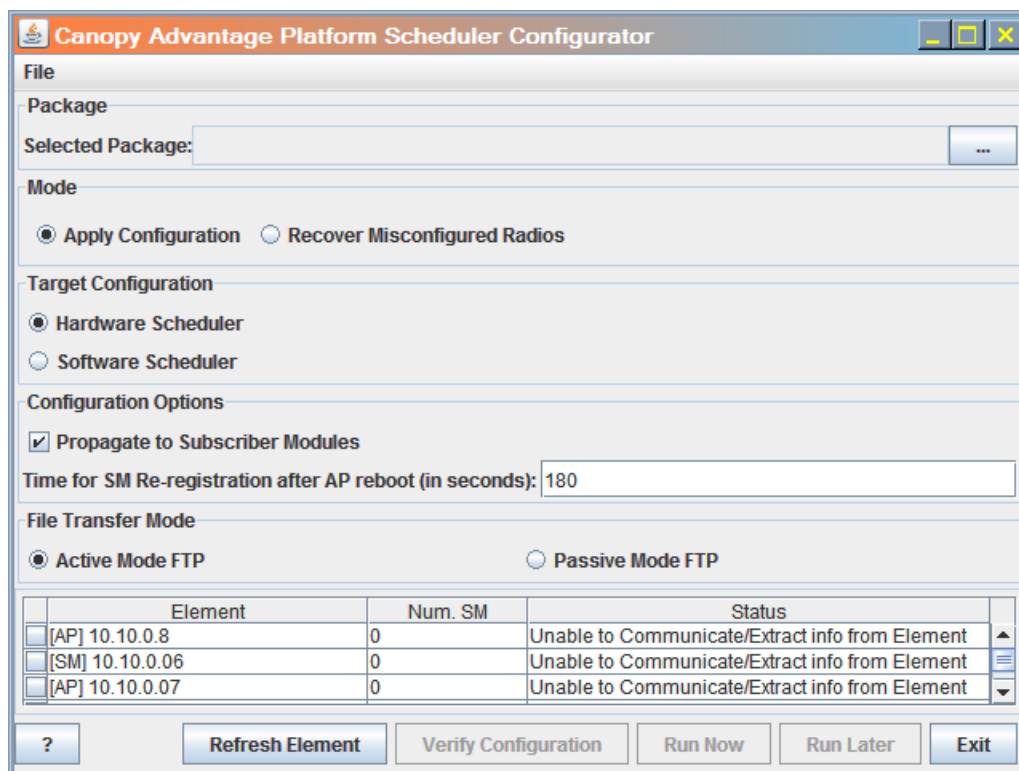 Canopy Advantage Platform Scheduler Configurator
File
Package
Selected Package:
...
Mode
Apply Configuration Recover Misconfigured Radios
Target Configuration
Hardware Scheduler
Software Scheduler
Configuration Options
Propagate to Subscriber Modules
Time for SM Re-registration after AP reboot (in seconds): 180
File Transfer Mode
Active Mode FTP Passive Mode FTP
Element Num. SM Status
[AP] 10.10.0.8 0 Unable to Communicate/Extract info from Element
[SM] 10.10.0.06 0 Unable to Communicate/Extract info from Element
[AP] 10.10.0.07 0 Unable to Communicate/Extract info from Element
? Refresh Element Verify Configuration Run Now Run Later Exit